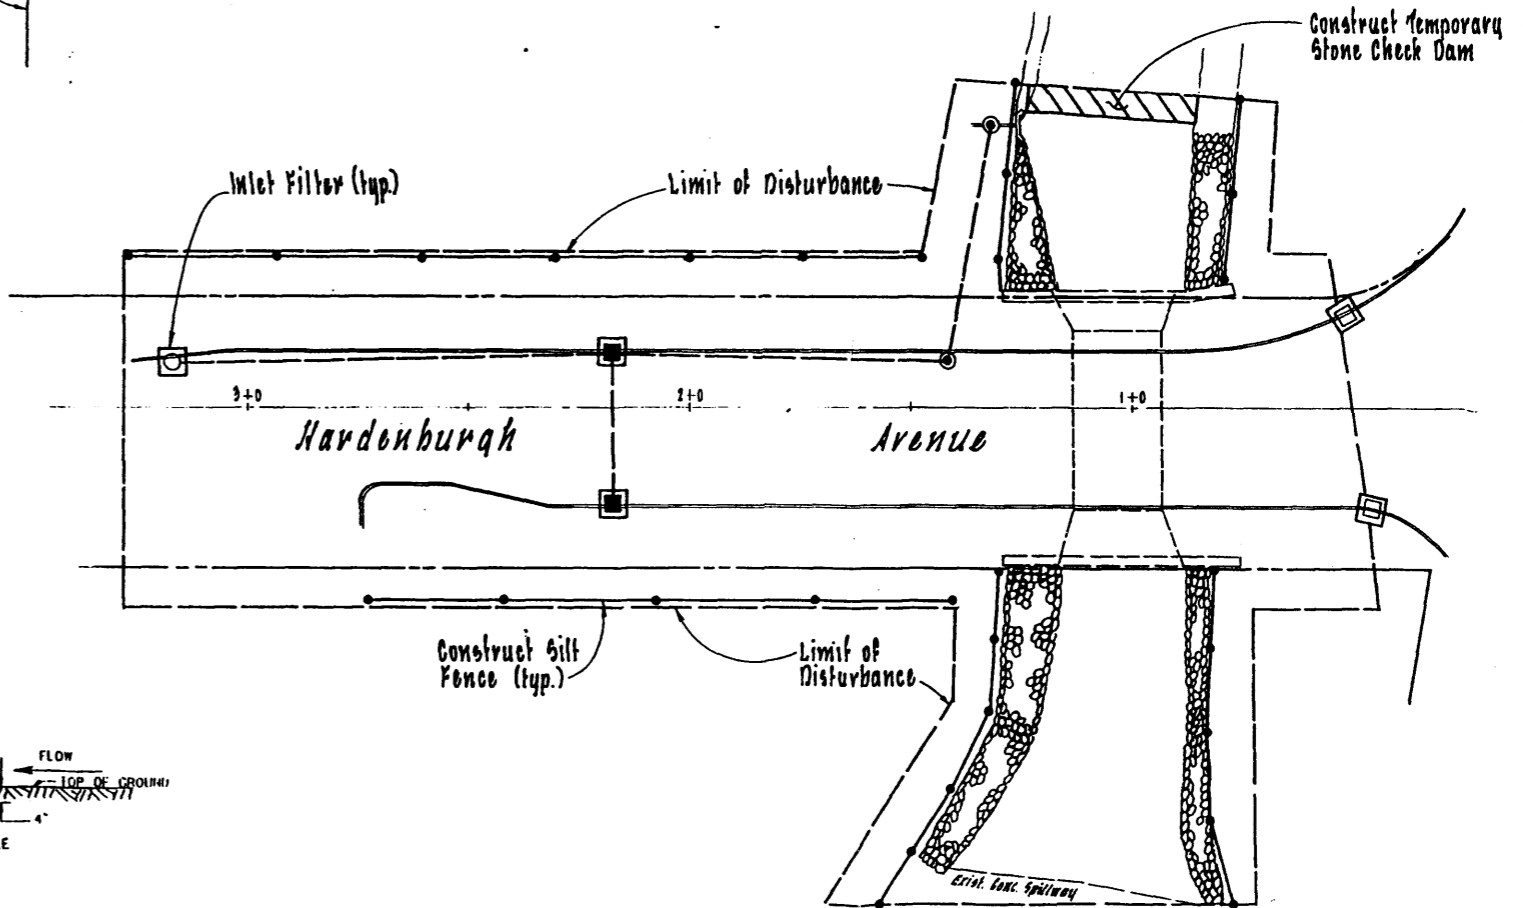 Construct Temporary
Stone Check Dam
Inlet Filter (typ.)
Limit of Disturbance
3+0
2+0
1+0
Hardenburgh Avenue
Construct Silt
Fence (typ.)
Limit of
Disturbance
FLOW
TOP OF GROUND
4"
E
Exist. Conc. Spillway